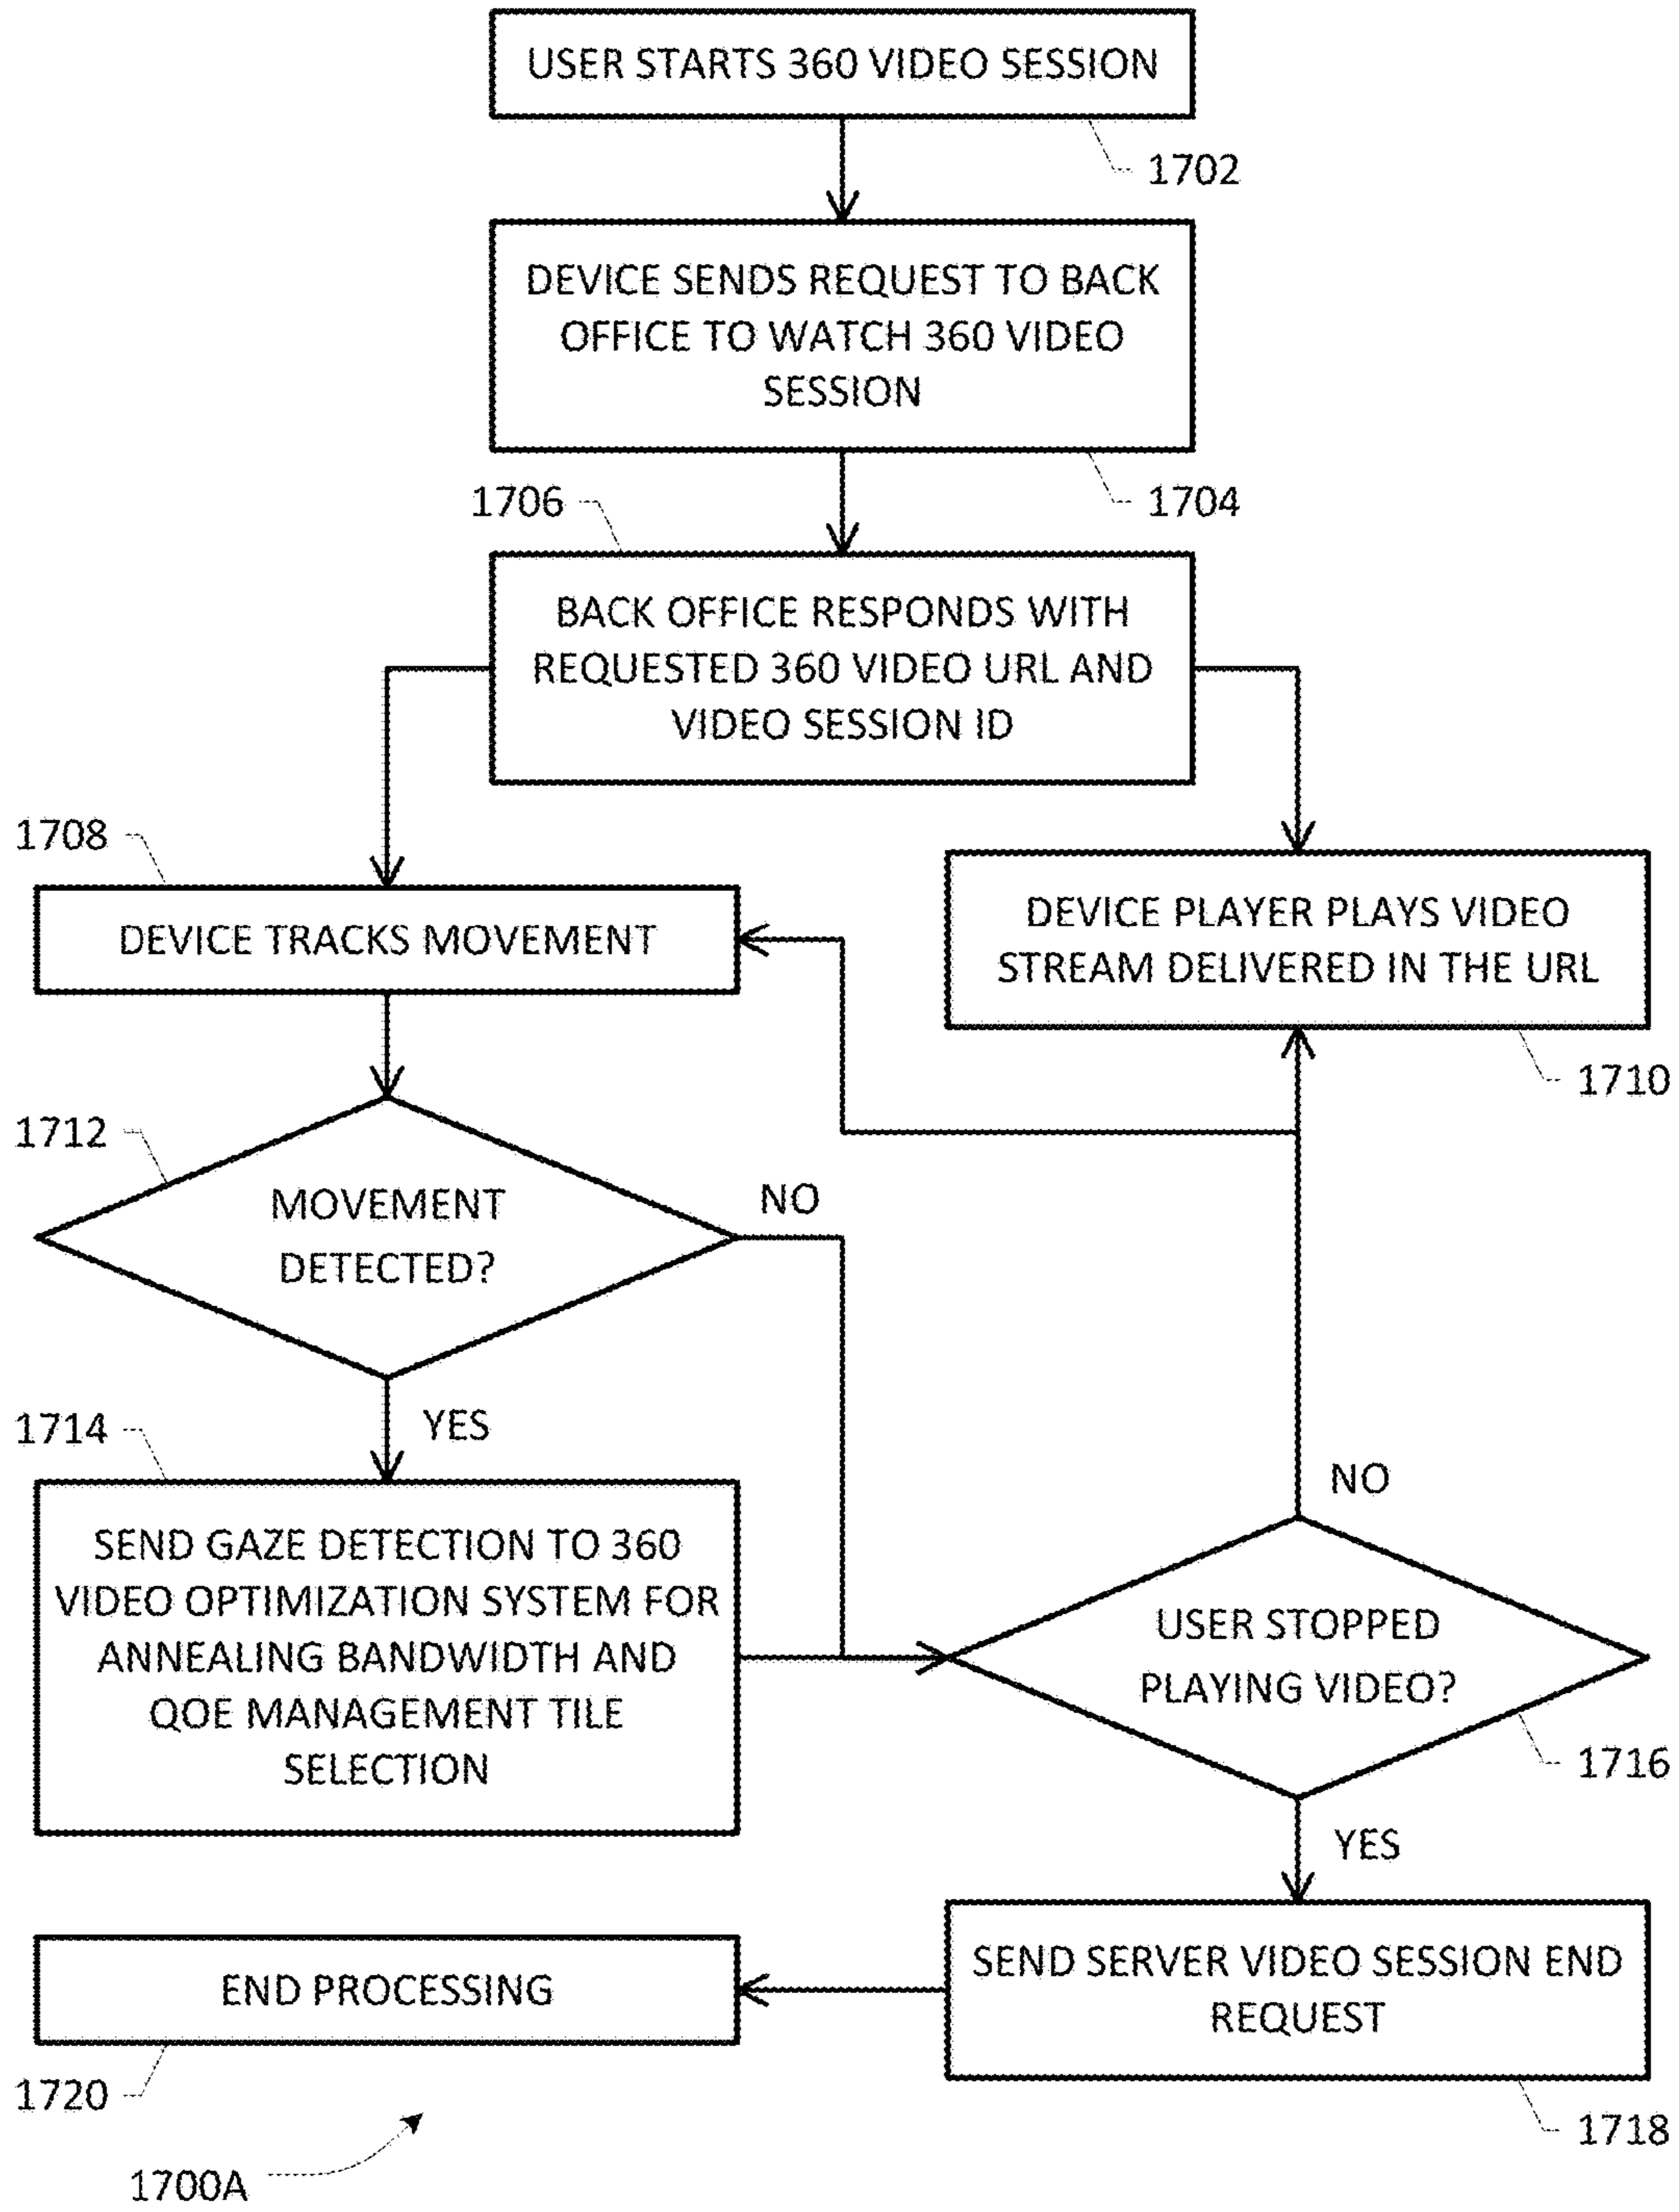 USER STARTS 360 VIDEO SESSION
1702
DEVICE SENDS REQUEST TO BACK
OFFICE TO WATCH 360 VIDEO
SESSION
1704
1706
BACK OFFICE RESPONDS WITH
REQUESTED 360 VIDEO URL AND
VIDEO SESSION ID
1708
DEVICE TRACKS MOVEMENT
DEVICE PLAYER PLAYS VIDEO
STREAM DELIVERED IN THE URL
1710
1712
MOVEMENT
DETECTED?
NO
YES
1714
SEND GAZE DETECTION TO 360
VIDEO OPTIMIZATION SYSTEM FOR
ANNEALING BANDWIDTH AND
QOE MANAGEMENT TILE
SELECTION
NO
USER STOPPED
PLAYING VIDEO?
1716
YES
SEND SERVER VIDEO SESSION END
REQUEST
1718
END PROCESSING
1720
1700A